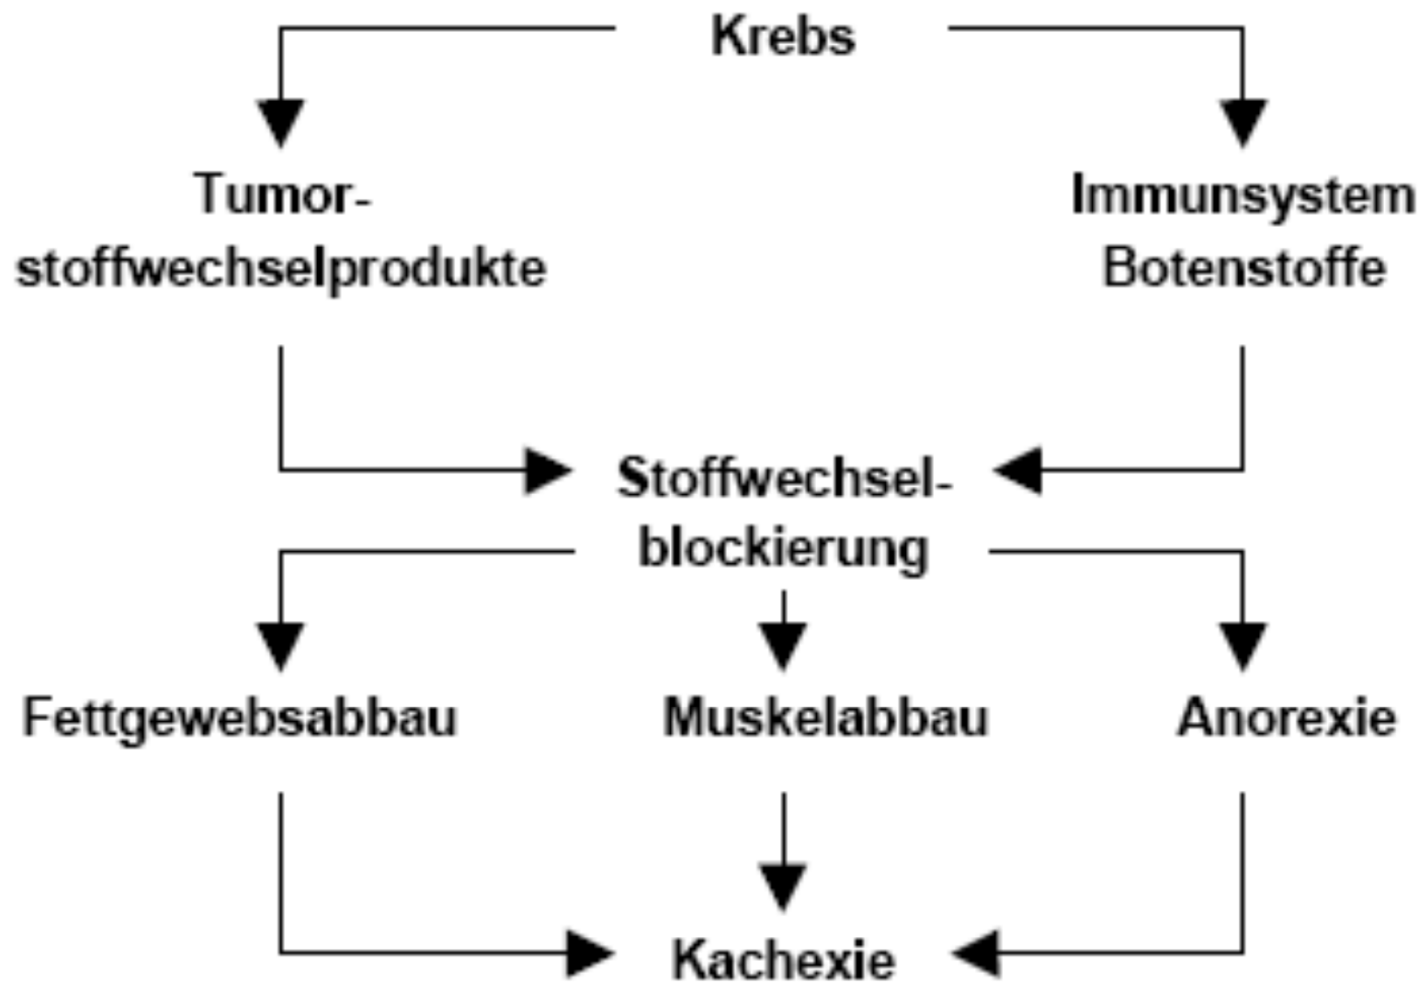 Krebs
Tumor-
stoffwechselprodukte
Immunsystem
Botenstoffe
Stoffwechsel-
blockierung
Fettgewebsabbau
Muskelabbau
Anorexie
Kachexie